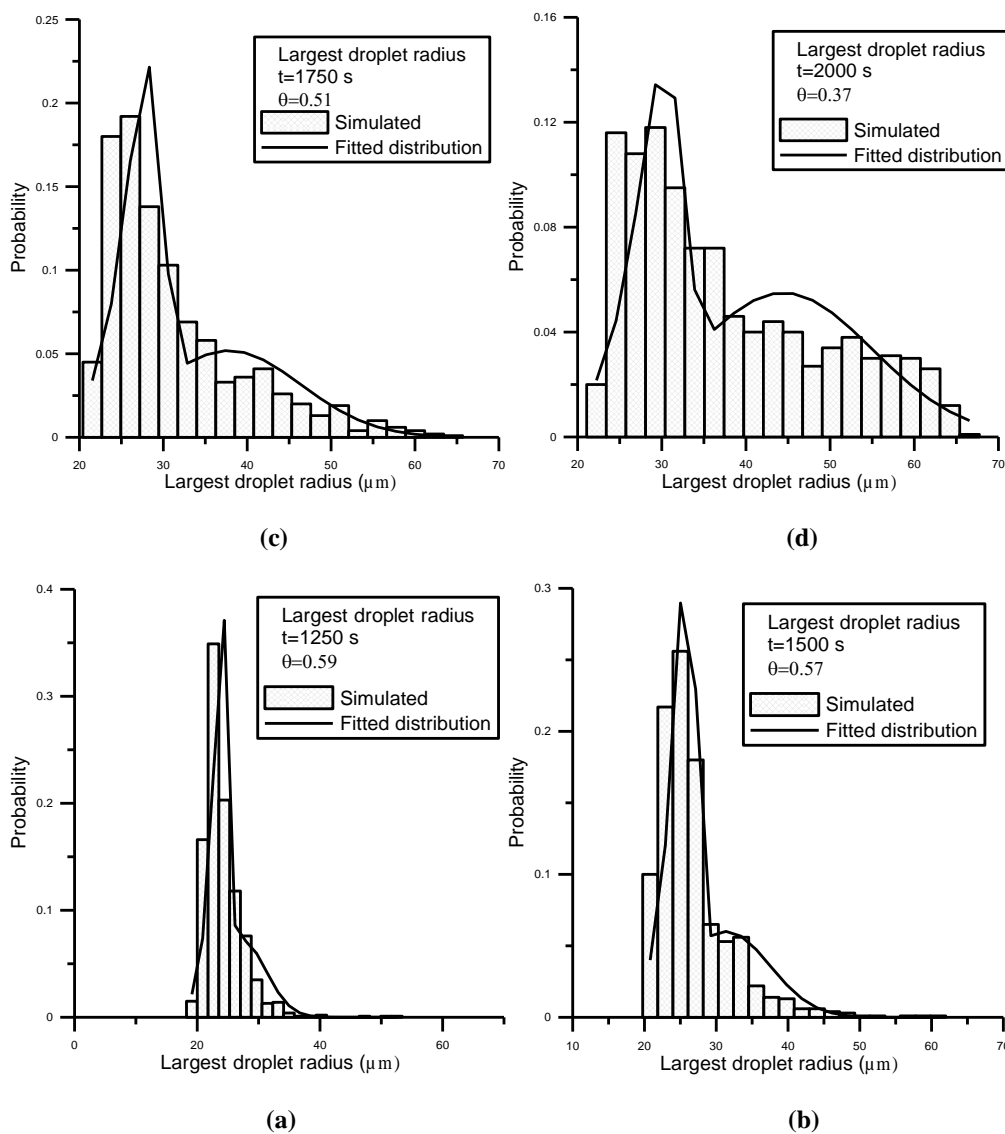 0.25
0.2
0.15
0.1
0.05
0
Probability
Largest droplet radius
t=1750 s
θ=0.51
Simulated
Fitted distribution
20 30 40 50 60 70
Largest droplet radius (µm)
(c)
0.16
0.12
0.08
0.04
0
Probability
Largest droplet radius
t=2000 s
θ=0.37
Simulated
Fitted distribution
20 30 40 50 60 70
Largest droplet radius (µm)
(d)
0.4
0.3
0.2
0.1
0
Probability
Largest droplet radius
t=1250 s
θ=0.59
Simulated
Fitted distribution
0 20 40 60
Largest droplet radius (µm)
(a)
0.3
0.2
0.1
0
Probability
Largest droplet radius
t=1500 s
θ=0.57
Simulated
Fitted distribution
10 20 30 40 50 60 70
Largest droplet radius (µm)
(b)